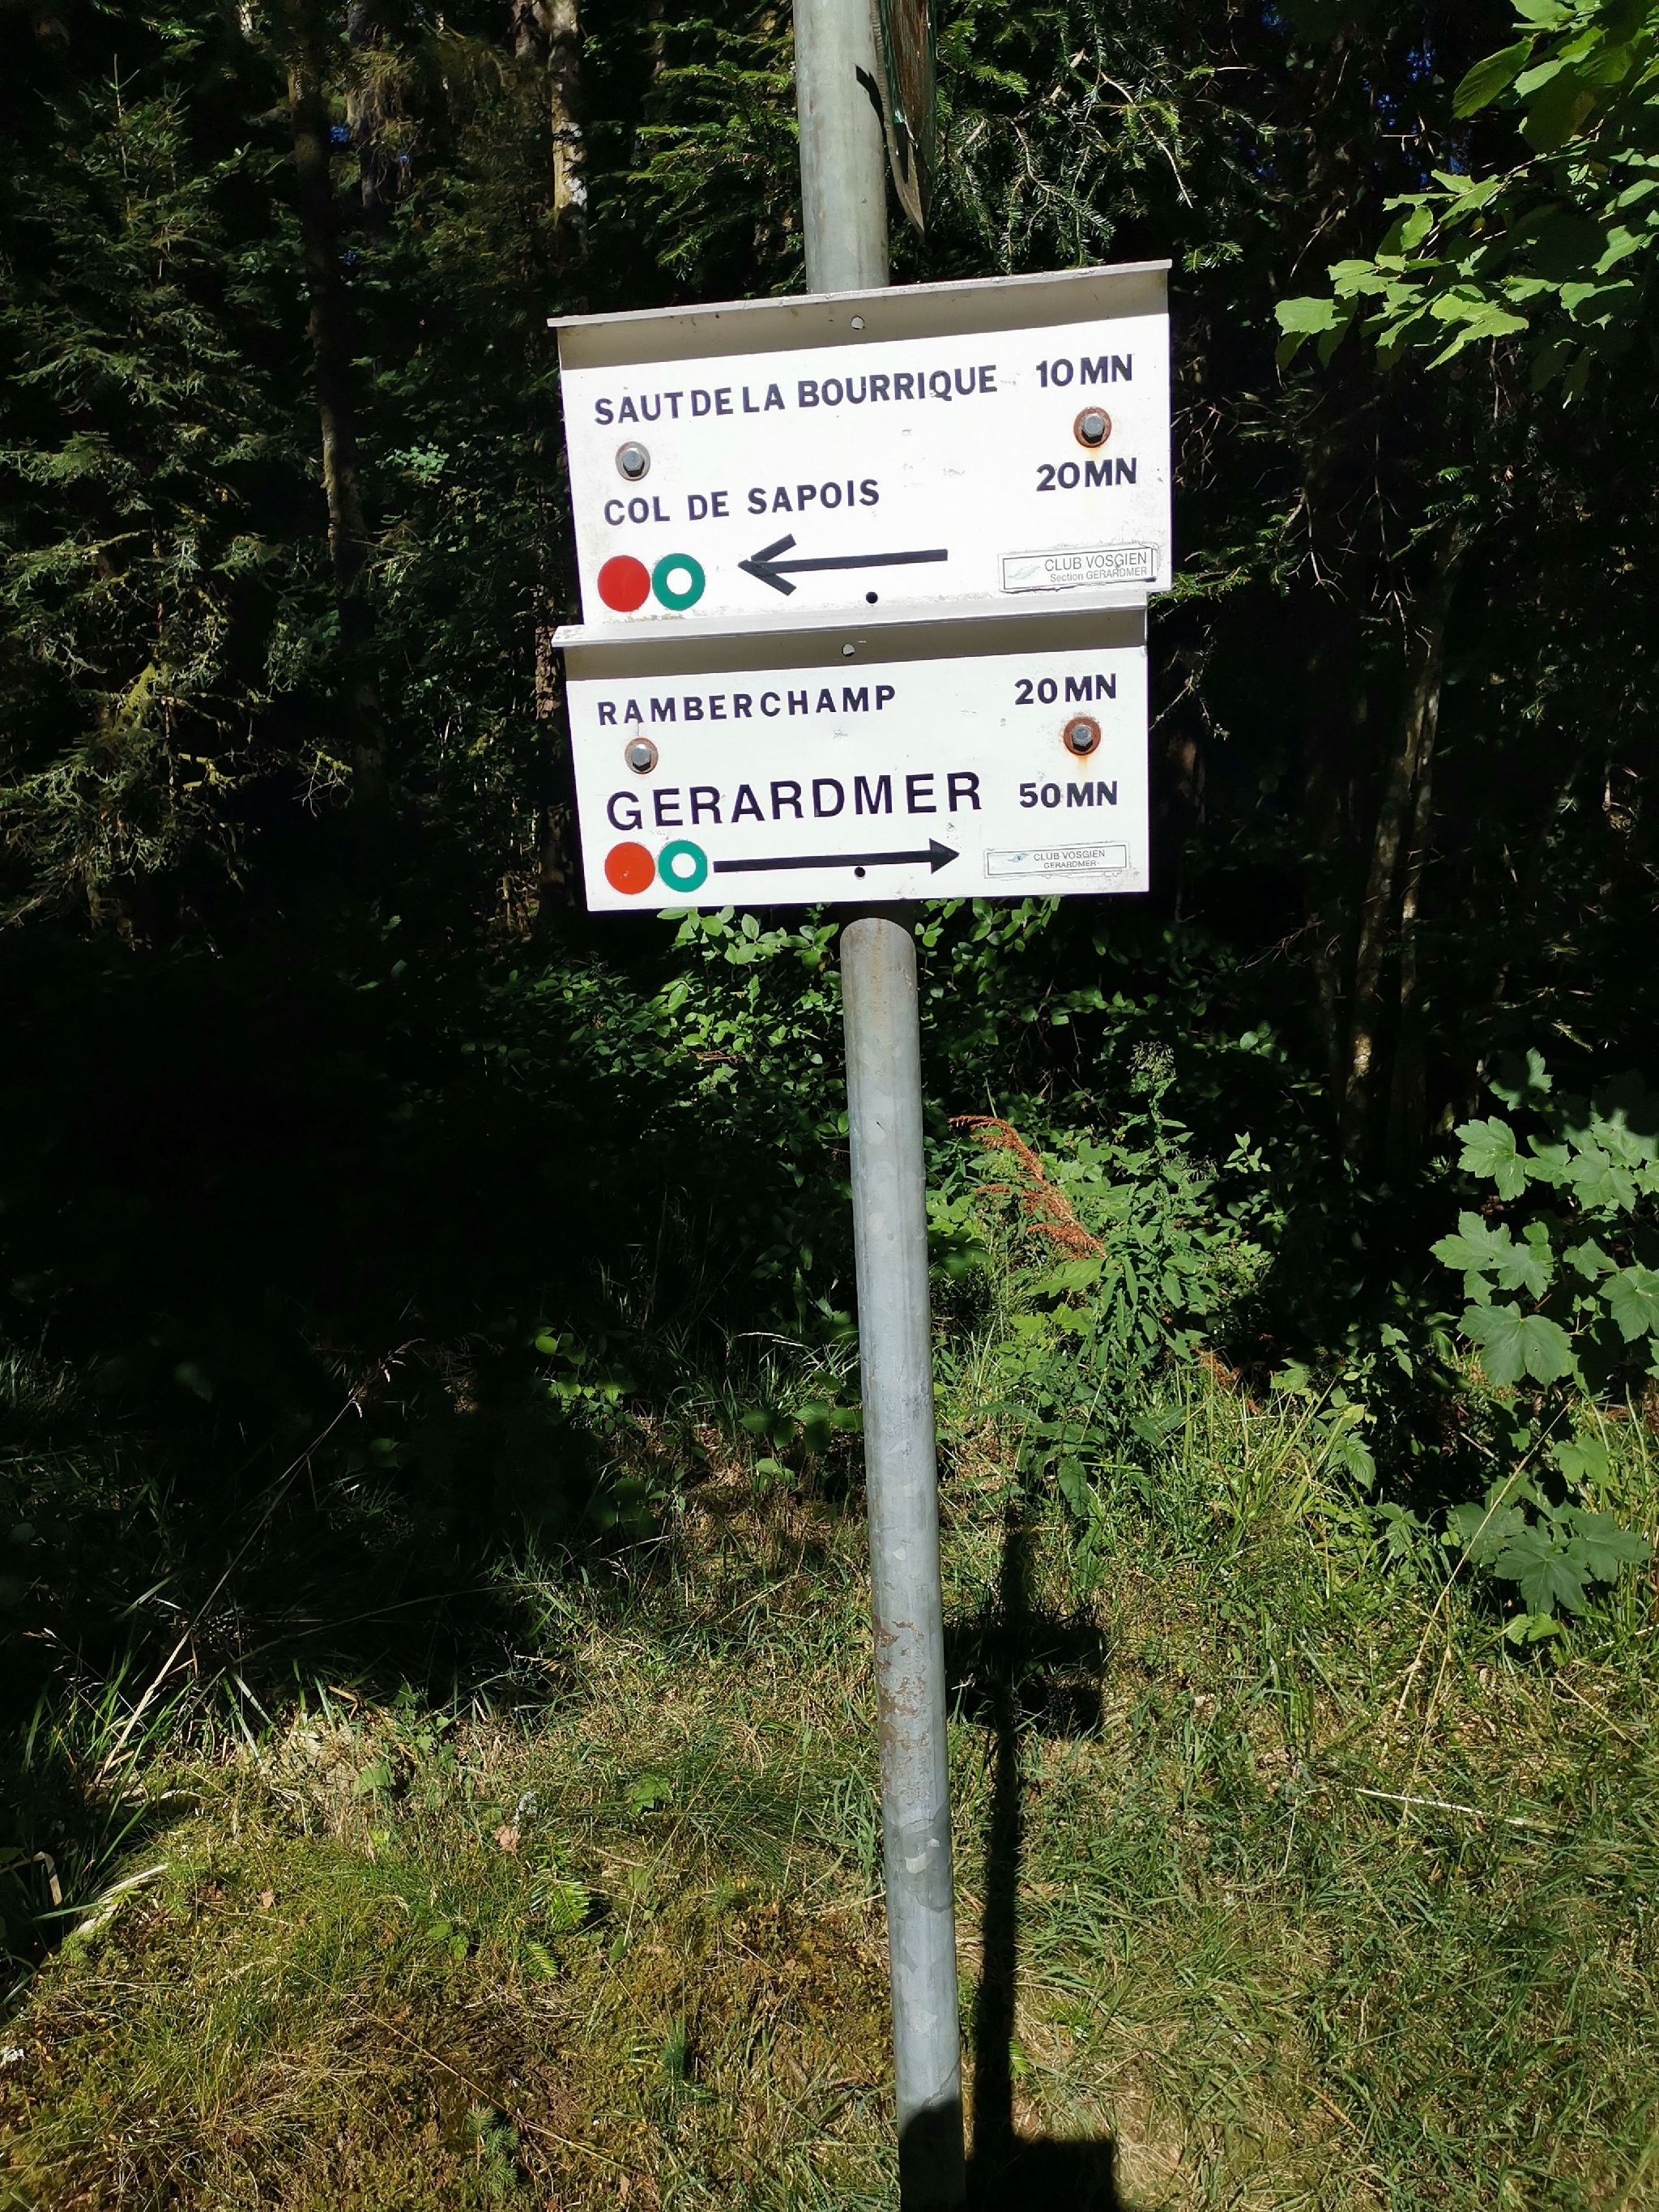 SAUT DE LA BOURRIQUE 10 MN
COL DE SAPOIS 20 MN
CLUB VOSGIEN
Section GERARDMER
RAMBERCHAMP 20 MN
GERARDMER 50 MN
CLUB VOSGIEN
GERARDMER